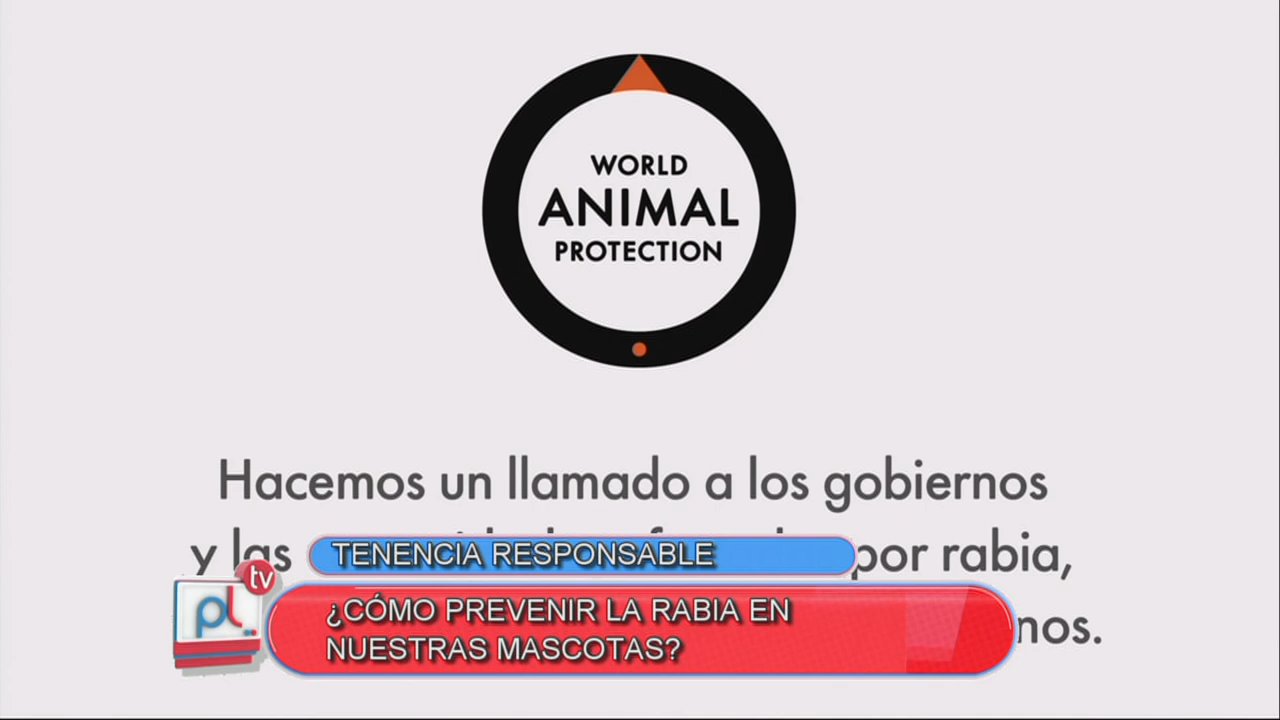 WORLD
ANIMAL
PROTECTION
Hacemos un llamado a los gobiernos
y las por rabia,
TENENCIA RESPONSABLE
tv
pl
¿CÓMO PREVENIR LA RABIA EN
NUESTRAS MASCOTAS?